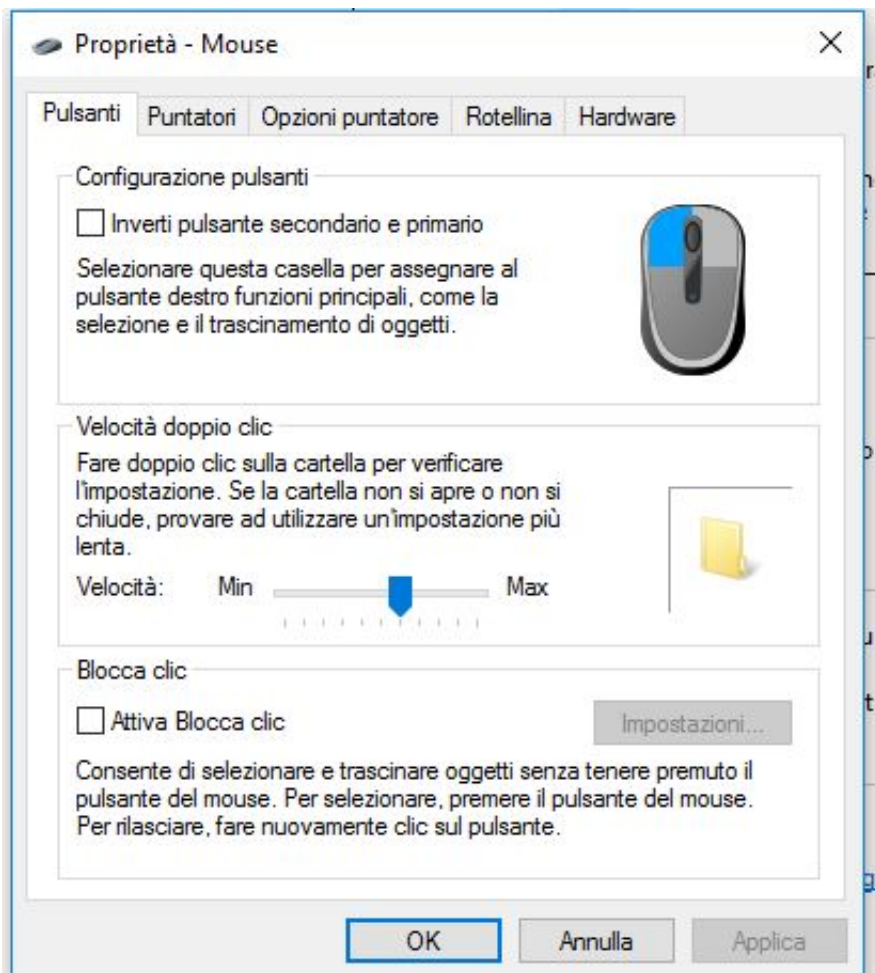 Proprietà - Mouse
Pulsanti Puntatori Opzioni puntatore Rotellina Hardware
Configurazione pulsanti
Inverti pulsante secondario e primario
Selezionare questa casella per assegnare al
pulsante destro funzioni principali, come la
selezione e il trascinamento di oggetti.
Velocità doppio clic
Fare doppio clic sulla cartella per verificare
l'impostazione. Se la cartella non si apre o non si
chiude, provare ad utilizzare un'impostazione più
lenta.
Velocità: Min Max
Blocca clic
Attiva Blocca clic Impostazioni...
Consente di selezionare e trascinare oggetti senza tenere premuto il
pulsante del mouse. Per selezionare, premere il pulsante del mouse.
Per rilasciare, fare nuovamente clic sul pulsante.
OK Annulla Applica